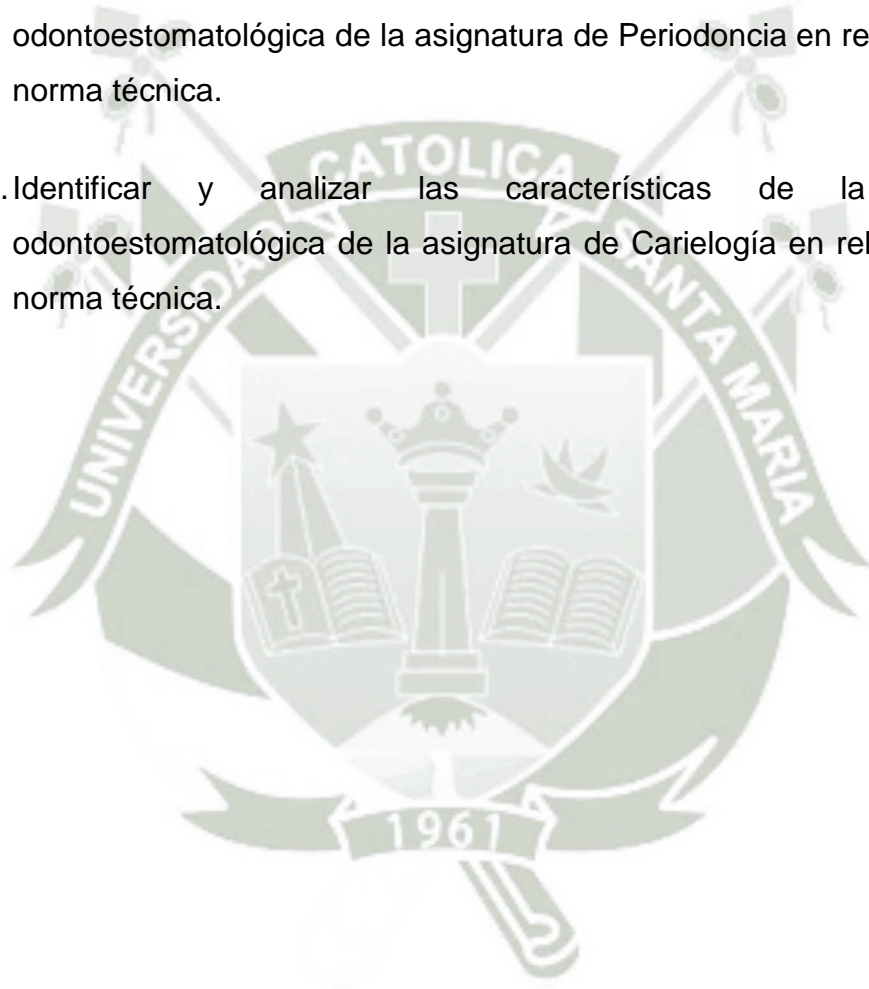 odontoestomatológica de la asignatura de Periodoncia en re
norma técnica.
.Identificar y analizar las características de la
odontoestomatológica de la asignatura de Carielogía en rel
norma técnica.
UNIVERSIDAD CATOLICA SANTA MARIA
1961